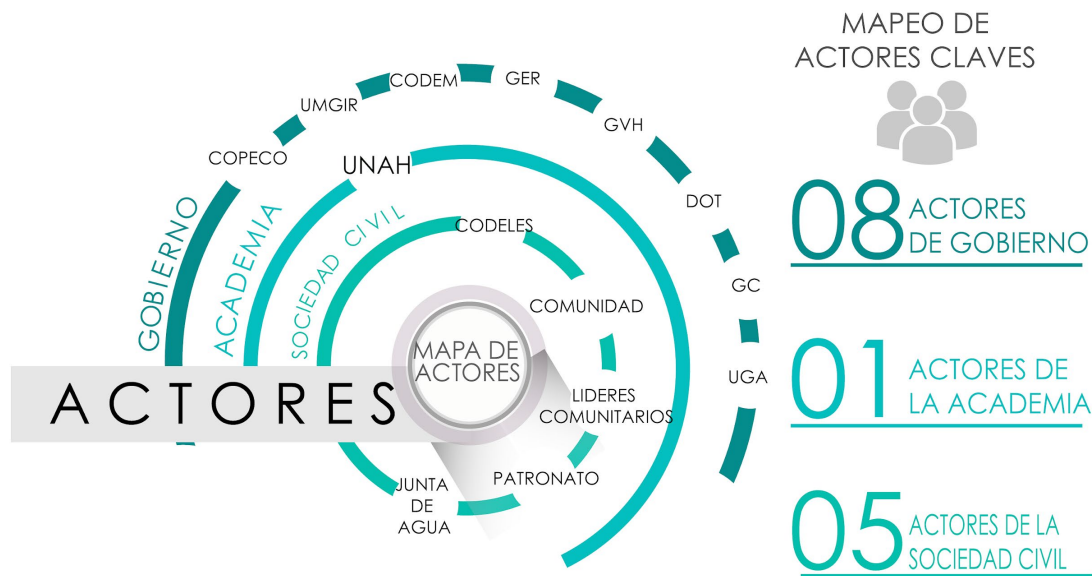 MAPEO DE
ACTORES CLAVES
CODEM
GER
UMGIR
GVH
COPECO
UNAH
DOT
GC
UGA
GOBIERNO
ACADEMIA
SOCIEDAD CIVIL
CODELES
COMUNIDAD
LIDERES
COMUNITARIOS
PATRONATO
JUNTA
DE
AGUA
MAPA DE
ACTORES
ACTORES
08 ACTORES
DE GOBIERNO
01 ACTORES DE
LA ACADEMIA
05 ACTORES DE LA
SOCIEDAD CIVIL